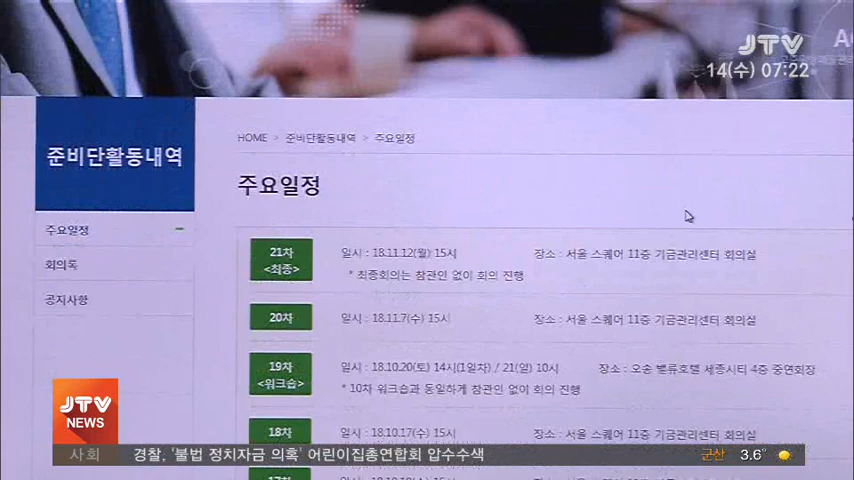 JTV
14(수) 07:22
준비단활동내역
HOME > 준비단활동내역 > 주요일정
주요일정
주요일정
회의록
공지사항
21차
<최종>
일시 : 18.11.12(월) 15시
장소 : 서울 스퀘어 11층 기금관리센터 회의실
* 최종회의는 참관인 없이 회의 진행
20차
일시 : 18.11.7(수) 15시
장소 : 서울 스퀘어 11층 기금관리센터 회의실
19차
<워크숍>
일시 : 18.10.20(토) 14시(1일차) / 21(일) 10시
장소 : 오송 밸류호텔 세종시티 4층 중연회장
* 10차 워크숍과 동일하게 참관인 없이 회의 진행
18차
일시 : 18.10.17(수) 15시
장소 : 서울 스퀘어 11층 기금관리센터 회의실
JTV
NEWS
사회
경찰, '불법 정치자금 의혹' 어린이집총연합회 압수수색
군산 3.6°